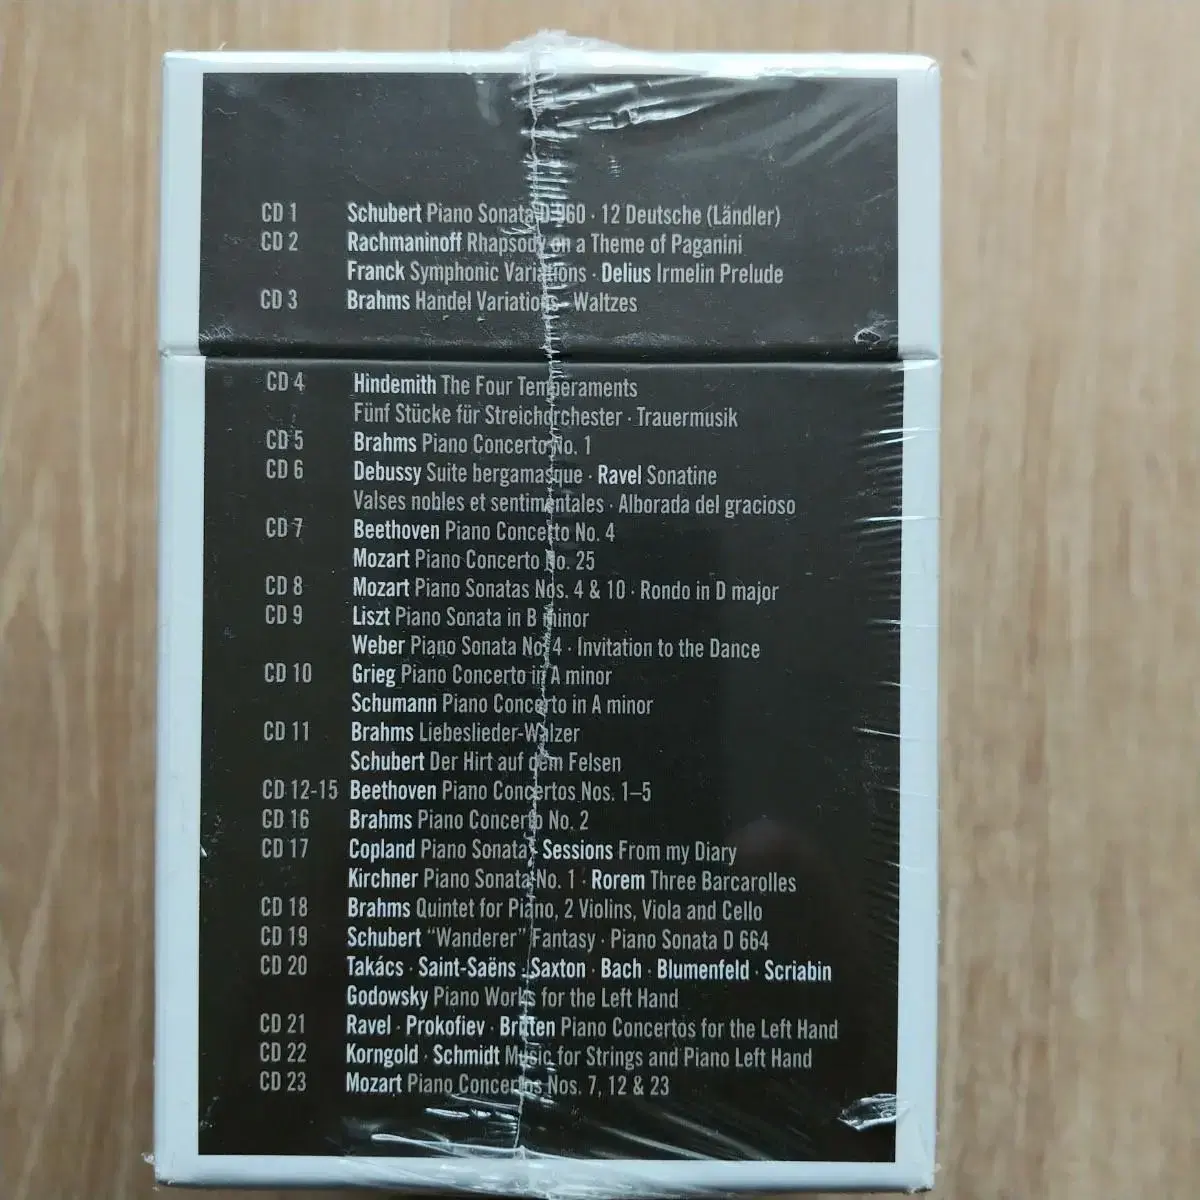 CD 1 Schubert Piano Sonata D 960 · 12 Deutsche (Ländler)
CD 2 Rachmaninoff Rhapsody on a Theme of Paganini
Franck Symphonic Variations · Delius Irmelin Prelude
CD 3 Brahms Handel Variations · Waltzes
CD 4 Hindemith The Four Temperaments
Fünf Stücke für Streichorchester · Trauermusik
CD 5 Brahms Piano Concerto No. 1
CD 6 Debussy Suite bergamasque · Ravel Sonatine
Valses nobles et sentimentales · Alborada del gracioso
CD 7 Beethoven Piano Concerto No. 4
Mozart Piano Concerto No. 25
CD 8 Mozart Piano Sonatas Nos. 4 & 10 · Rondo in D major
CD 9 Liszt Piano Sonata in B minor
Weber Piano Sonata No. 4 · Invitation to the Dance
CD 10 Grieg Piano Concerto in A minor
Schumann Piano Concerto in A minor
CD 11 Brahms Liebeslieder-Walzer
Schubert Der Hirt auf dem Felsen
CD 12-15 Beethoven Piano Concertos Nos. 1–5
CD 16 Brahms Piano Concerto No. 2
CD 17 Copland Piano Sonata · Sessions From my Diary
Kirchner Piano Sonata No. 1 · Rorem Three Barcarolles
CD 18 Brahms Quintet for Piano, 2 Violins, Viola and Cello
CD 19 Schubert “Wanderer” Fantasy · Piano Sonata D 664
CD 20 Takács · Saint-Saëns · Saxton · Bach · Blumenfeld · Scriabin
Godowsky Piano Works for the Left Hand
CD 21 Ravel · Prokofiev · Britten Piano Concertos for the Left Hand
CD 22 Korngold · Schmidt Music for Strings and Piano Left Hand
CD 23 Mozart Piano Concertos Nos. 7, 12 & 23